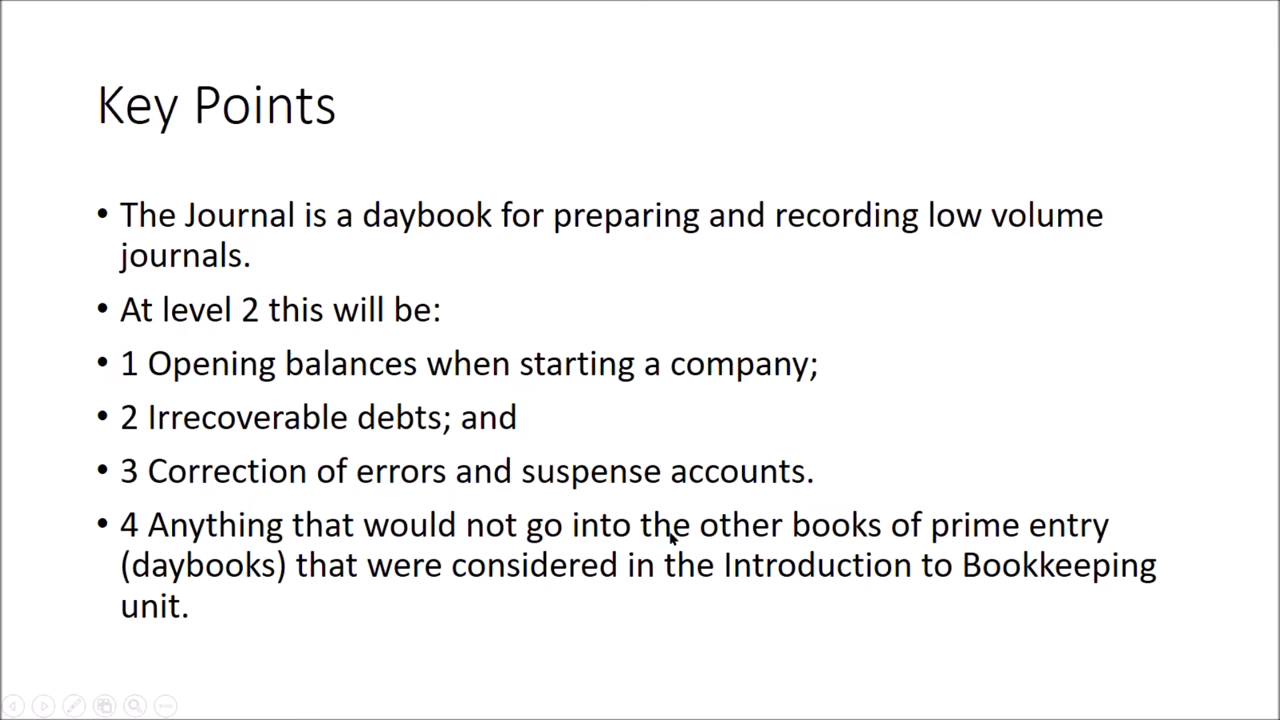 Key Points
• The Journal is a daybook for preparing and recording low volume
journals.
• At level 2 this will be:
• 1 Opening balances when starting a company;
• 2 Irrecoverable debts; and
• 3 Correction of errors and suspense accounts.
• 4 Anything that would not go into the other books of prime entry
(daybooks) that were considered in the Introduction to Bookkeeping
unit.